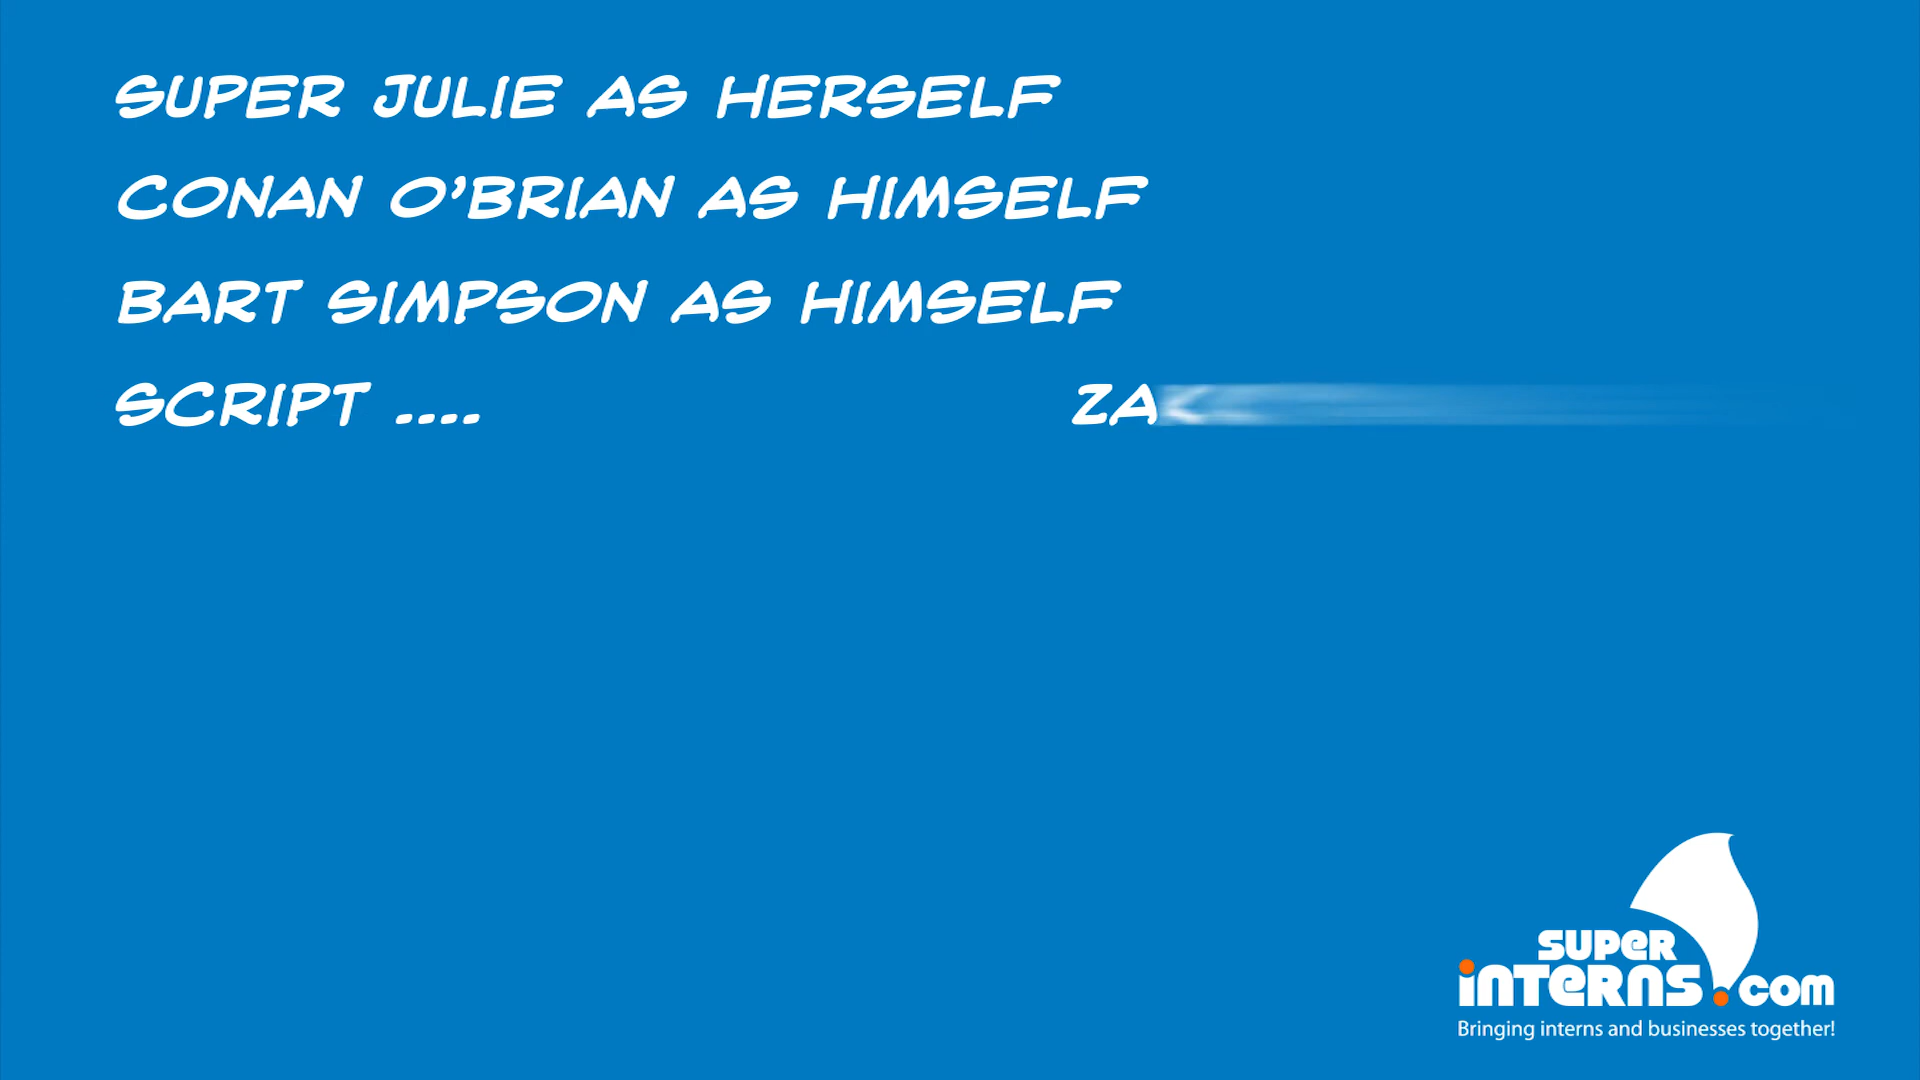 SUPER JULIE AS HERSELF
CONAN O'BRIAN AS HIMSELF
BART SIMPSON AS HIMSELF
SCRIPT ....
SUPER
INTERNS.COM
Bringing interns and businesses together!